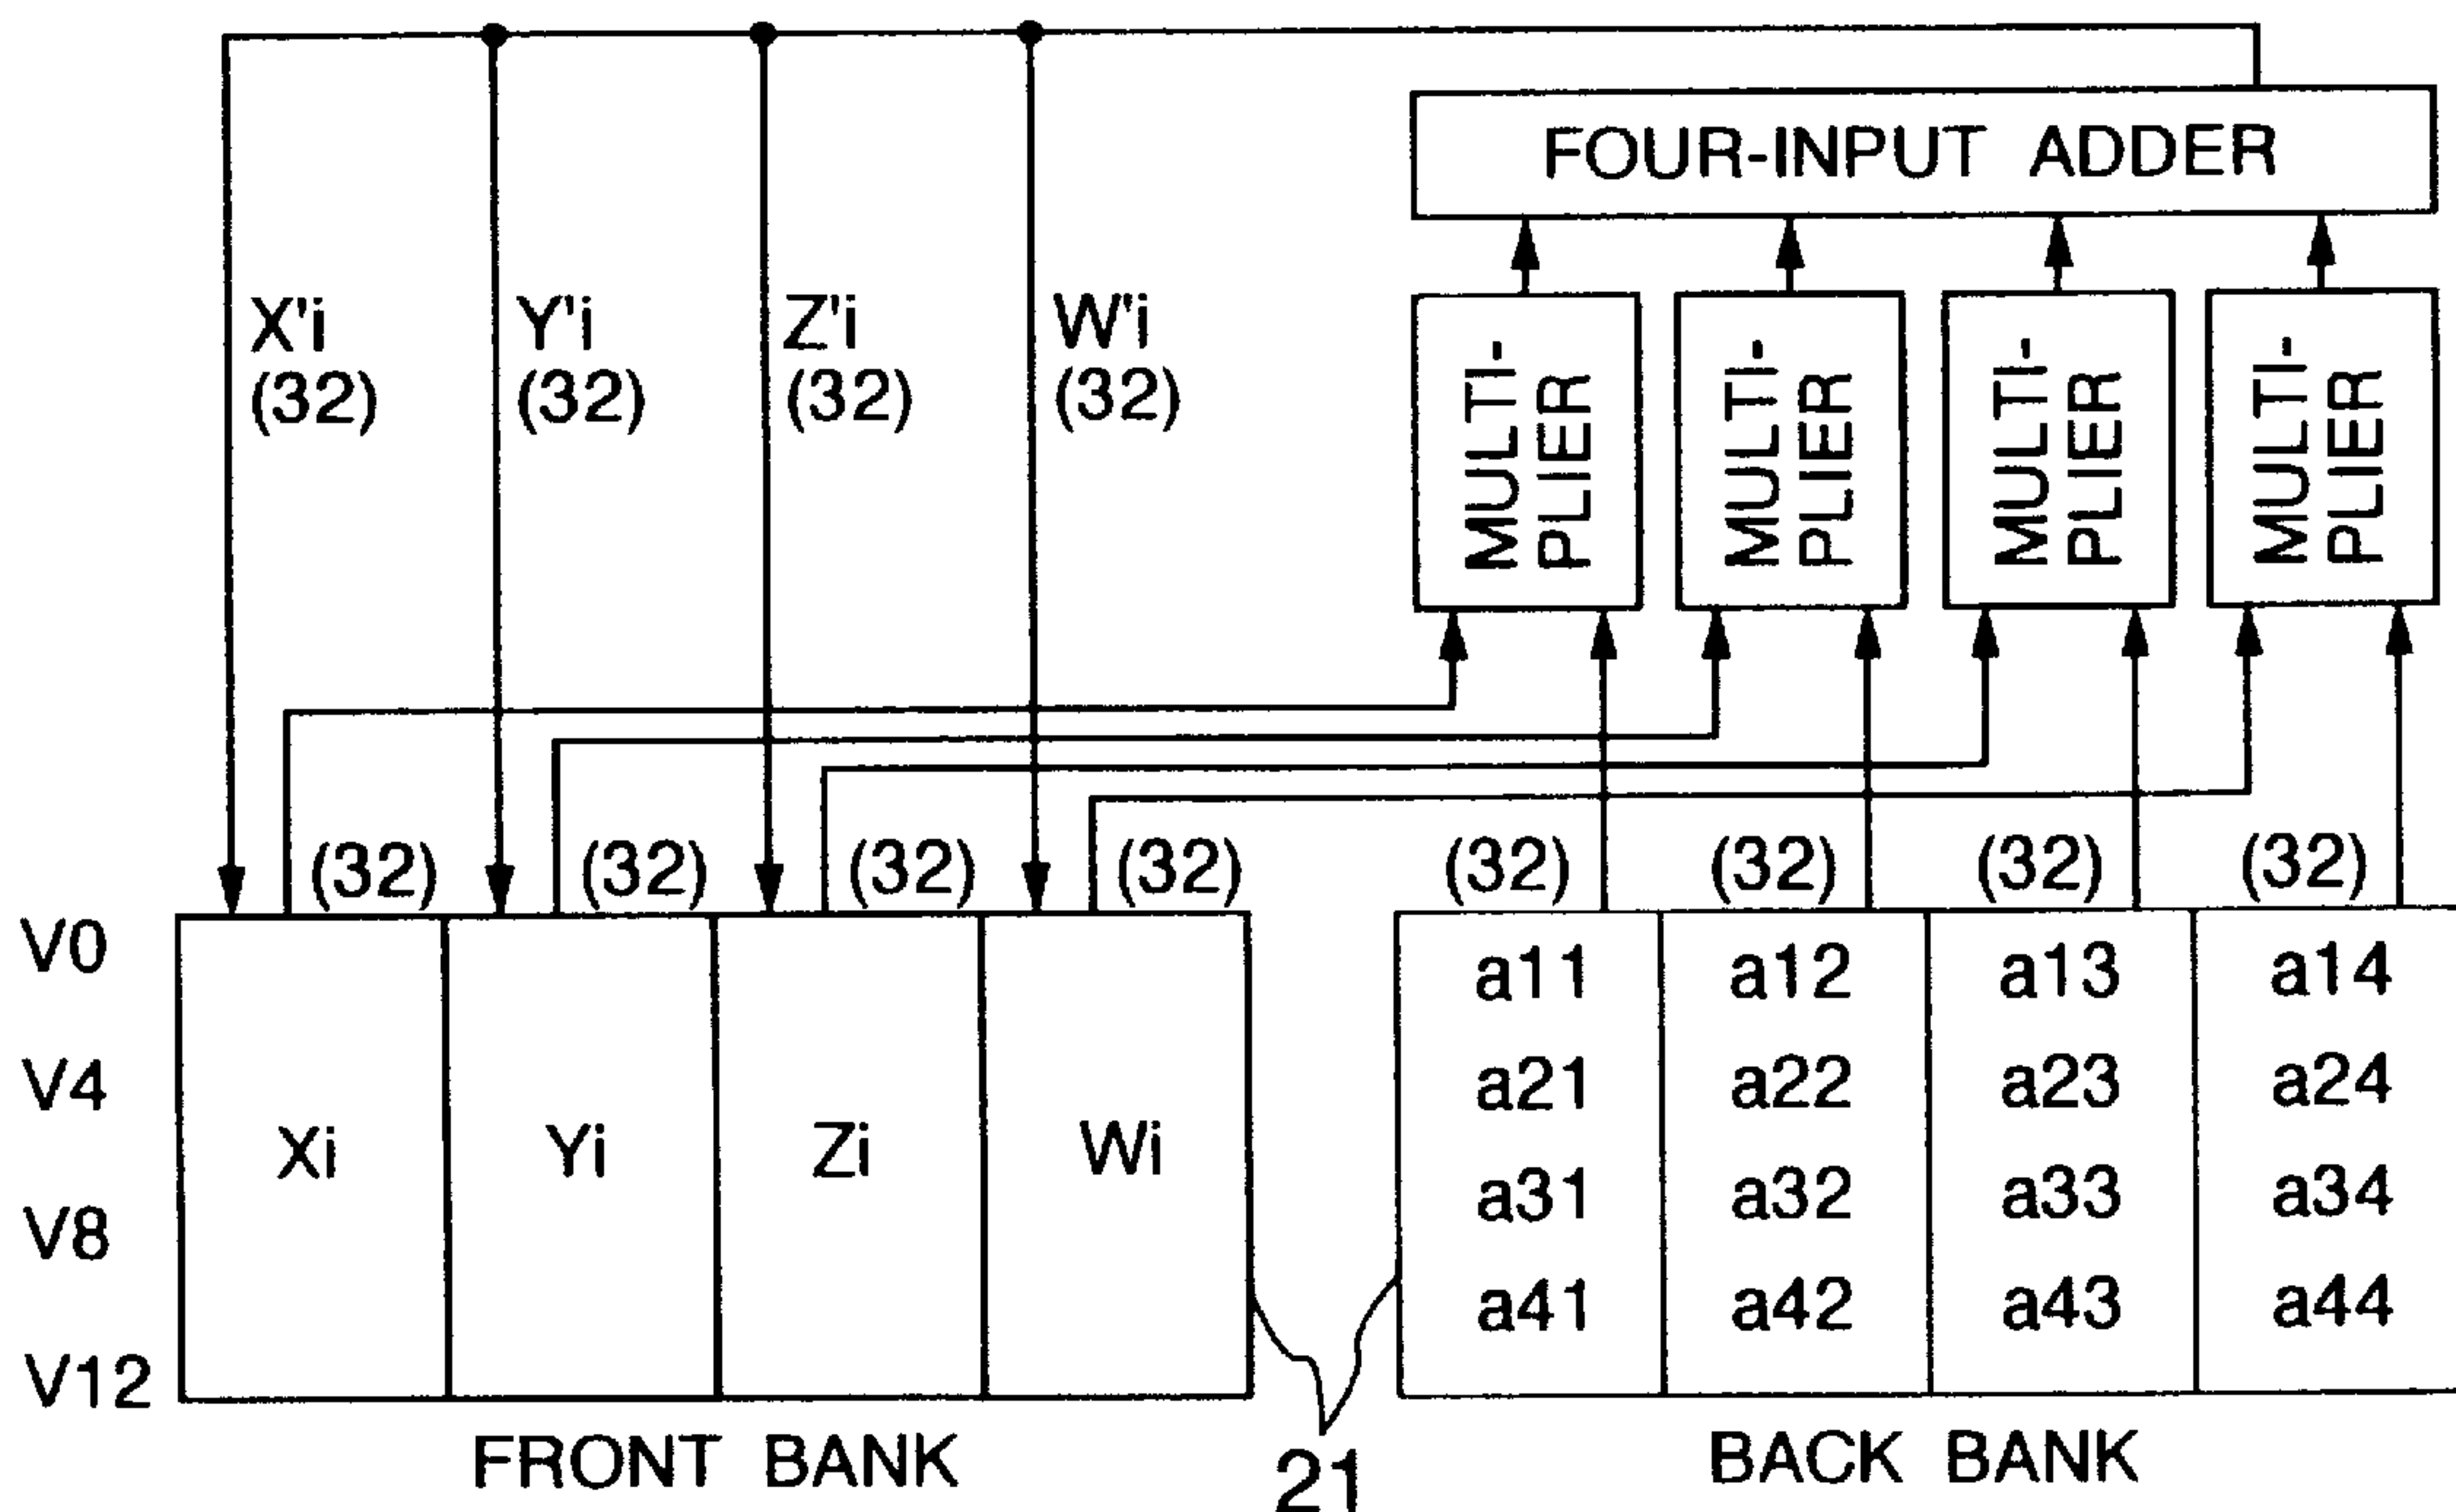 FOUR-INPUT ADDER
X'i
(32)
Y'i
(32)
Z'i
(32)
W'i
(32)
MULTI-
PLIER
MULTI-
PLIER
MULTI-
PLIER
MULTI-
PLIER
(32) (32) (32) (32) (32) (32) (32) (32)
V0
V4
V8
V12
Xi Yi Zi Wi
a11 a12 a13 a14
a21 a22 a23 a24
a31 a32 a33 a34
a41 a42 a43 a44
FRONT BANK
21
BACK BANK